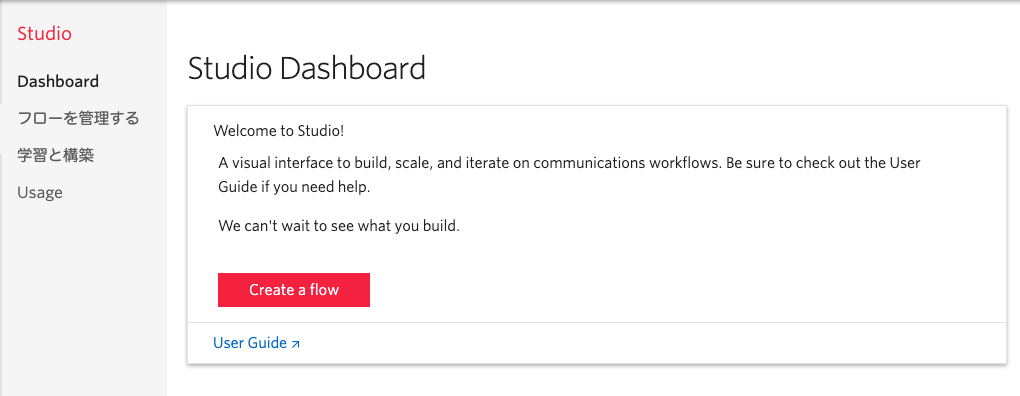 Studio
Dashboard
フローを管理する
学習と構築
Usage
Studio Dashboard
Welcome to Studio!
A visual interface to build, scale, and iterate on communications workflows. Be sure to check out the User
Guide if you need help.
We can't wait to see what you build.
Create a flow
User Guide ↗